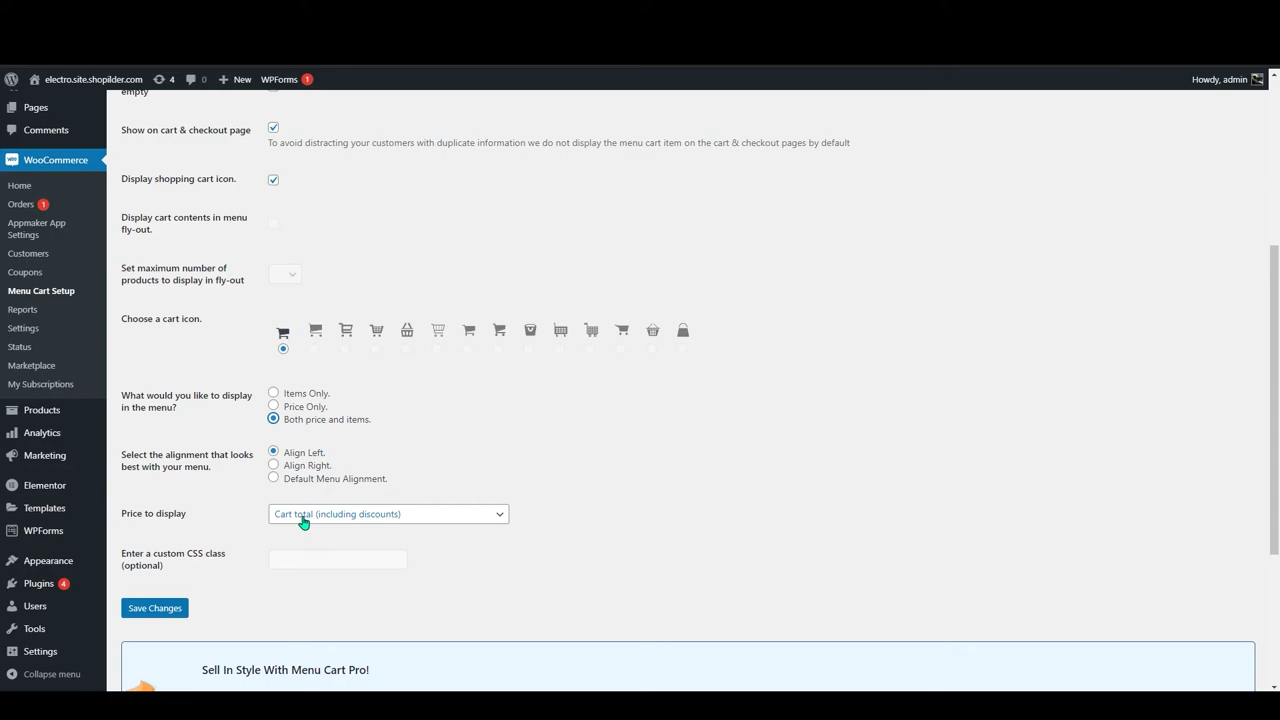 electro.site.shopilder.com 4 0 New WPForms 1 Howdy, admin
Pages
Comments
WooCommerce
Home
Orders 1
Appmaker App
Settings
Customers
Coupons
Menu Cart Setup
Reports
Settings
Status
Marketplace
My Subscriptions
Products
Analytics
Marketing
Elementor
Templates
WPForms
Appearance
Plugins 4
Users
Tools
Settings
Collapse menu
empty
Show on cart & checkout page
To avoid distracting your customers with duplicate information we do not display the menu cart item on the cart & checkout pages by default
Display shopping cart icon.
Display cart contents in menu
fly-out.
Set maximum number of
products to display in fly-out
Choose a cart icon.
What would you like to display
in the menu?
Items Only.
Price Only.
Both price and items.
Select the alignment that looks
best with your menu.
Align Left.
Align Right.
Default Menu Alignment.
Price to display
Cart total (including discounts)
Enter a custom CSS class
(optional)
Save Changes
Sell In Style With Menu Cart Pro!